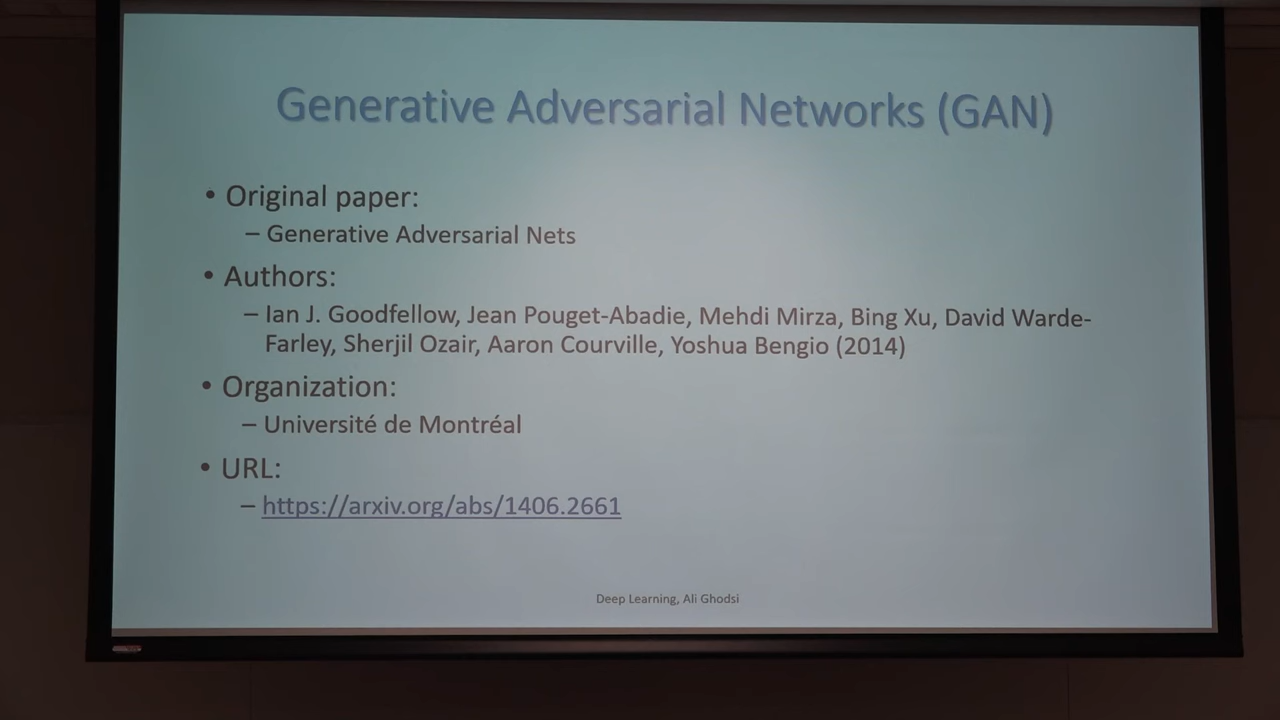 Generative Adversarial Networks (GAN)
• Original paper:
– Generative Adversarial Nets
• Authors:
– Ian J. Goodfellow, Jean Pouget-Abadie, Mehdi Mirza, Bing Xu, David Warde-
Farley, Sherjil Ozair, Aaron Courville, Yoshua Bengio (2014)
• Organization:
– Université de Montréal
• URL:
– https://arxiv.org/abs/1406.2661
Deep Learning, Ali Ghodsi